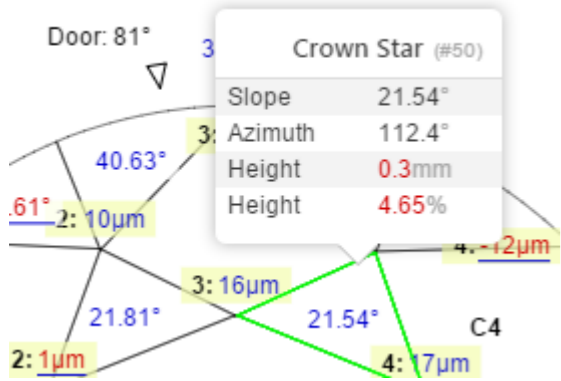 Door: 81°
3
Crown Star (#50)
Slope 21.54°
Azimuth 112.4°
Height 0.3mm
Height 4.65%
3:
40.63°
.61°
2: 10µm
4: -12µm
3: 16µm
21.81°
21.54°
C4
2: 1µm
4: 17µm